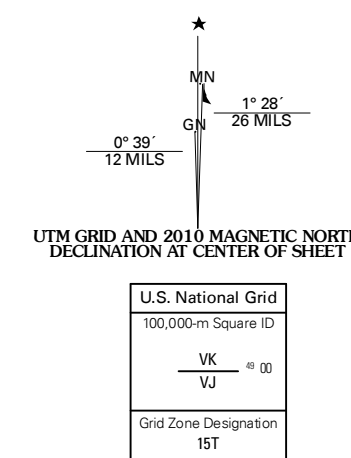 ★
MN
1° 28´
26 MILS
GN
0° 39´
12 MILS
UTM GRID AND 2010 MAGNETIC NORT
DECLINATION AT CENTER OF SHEET
U.S. National Grid
100,000-m Square ID
VK
49 00
VJ
Grid Zone Designation
15T